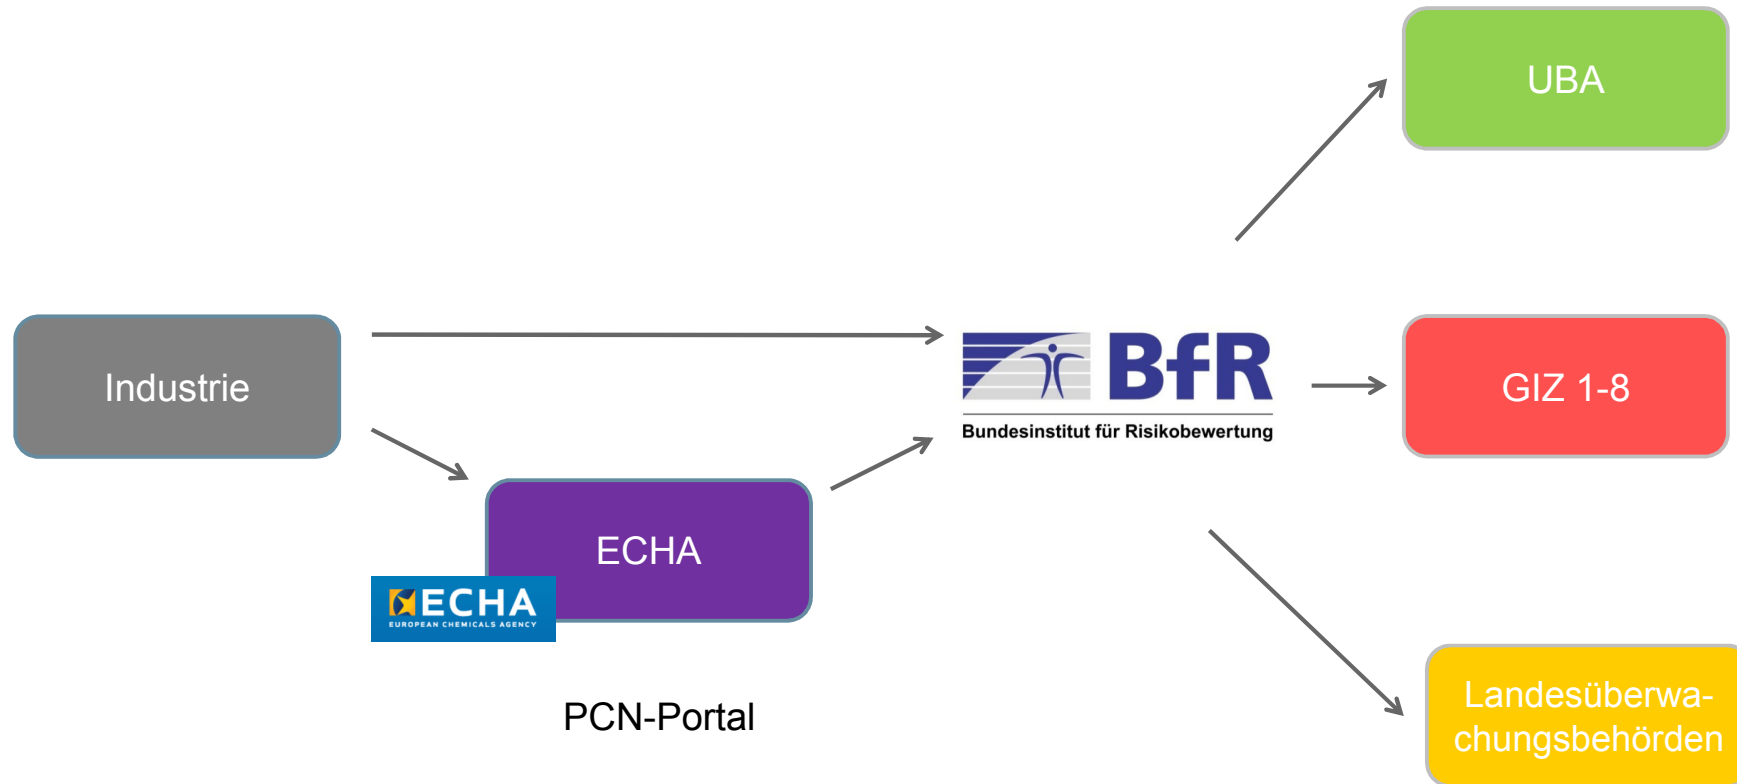 UBA
Industrie
BfR
Bundesinstitut für Risikobewertung
GIZ 1-8
ECHA
ECHA
EUROPEAN CHEMICALS AGENCY
PCN-Portal
Landesüberwa-
chungsbehörden